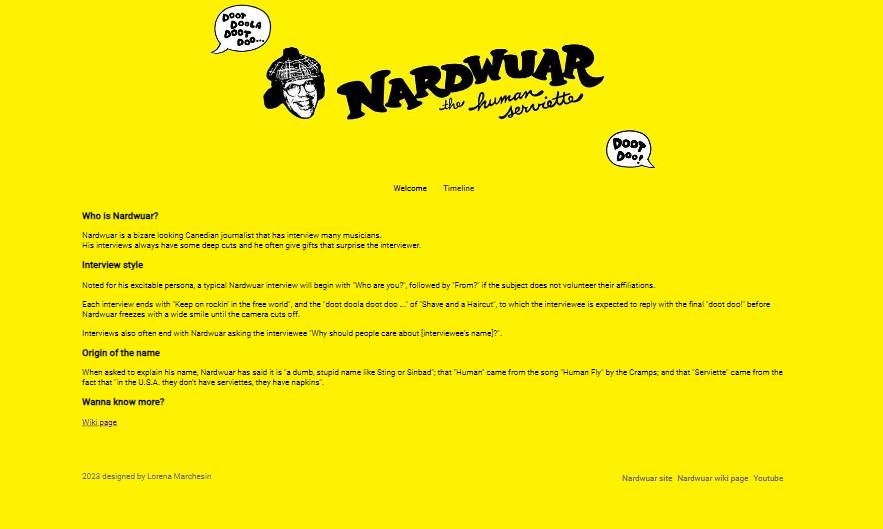 DOOT
DOOLA
DOOT
DOO...
NARDWUAR
the human
serviette
DOOT
DOO!
Welcome Timeline
Who is Nardwuar?
Nardwuar is a bizare looking Canedian journalist that has interview many musicians.
His interviews always have some deep cuts and he often give gifts that surprise the interviewer.
Interview style
Noted for his excitable persona, a typical Nardwuar interview will begin with "Who are you?", followed by "From?" if the subject does not volunteer their affiliations.
Each interview ends with "Keep on rockin' in the free world", and the "doot doola doot doo ..." of "Shave and a Haircut", to which the interviewee is expected to reply with the final "doot doo!" before
Nardwuar freezes with a wide smile until the camera cuts off.
Interviews also often end with Nardwuar asking the interviewee "Why should people care about [interviewee's name]?".
Origin of the name
When asked to explain his name, Nardwuar has said it is "a dumb, stupid name like Sting or Sinbad"; that "Human" came from the song "Human Fly" by the Cramps; and that "Serviette" came from the
fact that "in the U.S.A. they don't have serviettes, they have napkins".
Wanna know more?
Wiki page
2023 designed by Lorena Marchesin
Nardwuar site Nardwuar wiki page Youtube